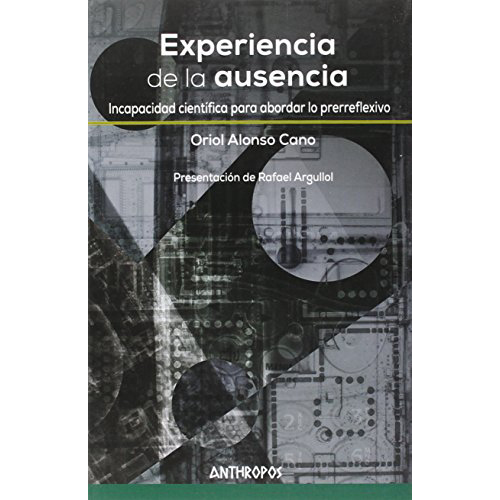 Experiencia
de la ausencia
Incapacidad científica para abordar lo prerreflexivo
Oriol Alonso Cano
Presentación de Rafael Argullol
ANTHROPOS